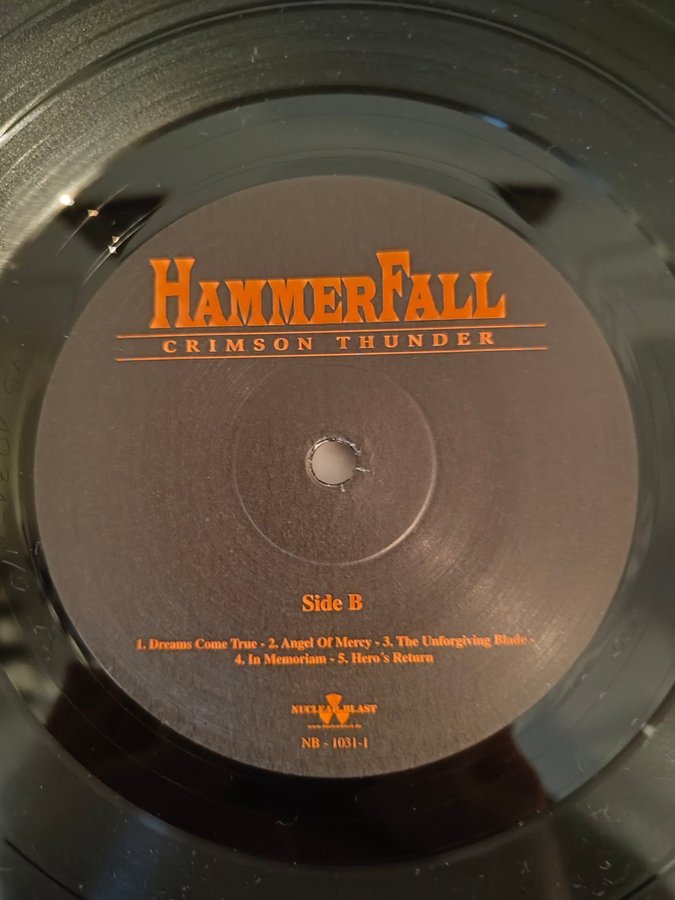 HAMMERFALL
CRIMSON THUNDER
Side B
1. Dreams Come True - 2. Angel Of Mercy - 3. The Unforgiving Blade -
4. In Memoriam - 5. Hero's Return
NUCLEAR BLAST
NB - 1031-1